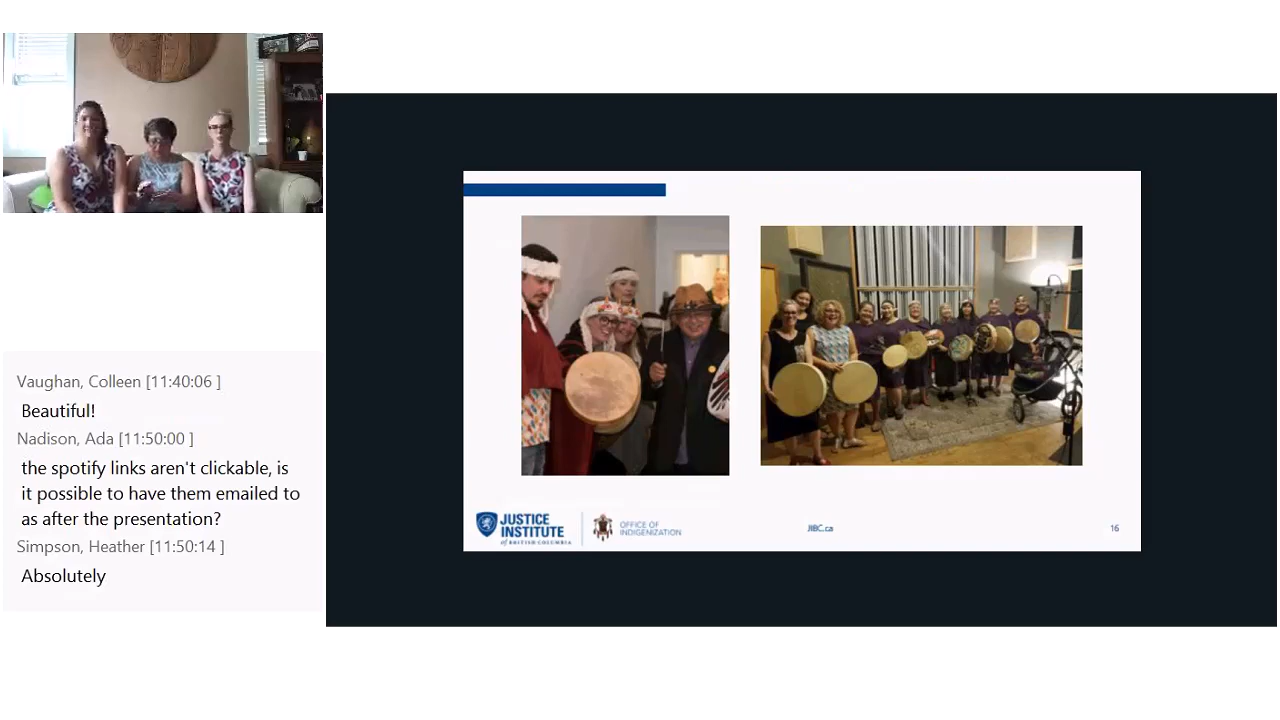 Vaughan, Colleen [11:40:06 ]
Beautiful!
Nadison, Ada [11:50:00 ]
the spotify links aren't clickable, is
it possible to have them emailed to
as after the presentation?
Simpson, Heather [11:50:14 ]
Absolutely
JUSTICE
INSTITUTE
of BRITISH COLUMBIA
OFFICE OF
INDIGENIZATION
JIBC.ca
16